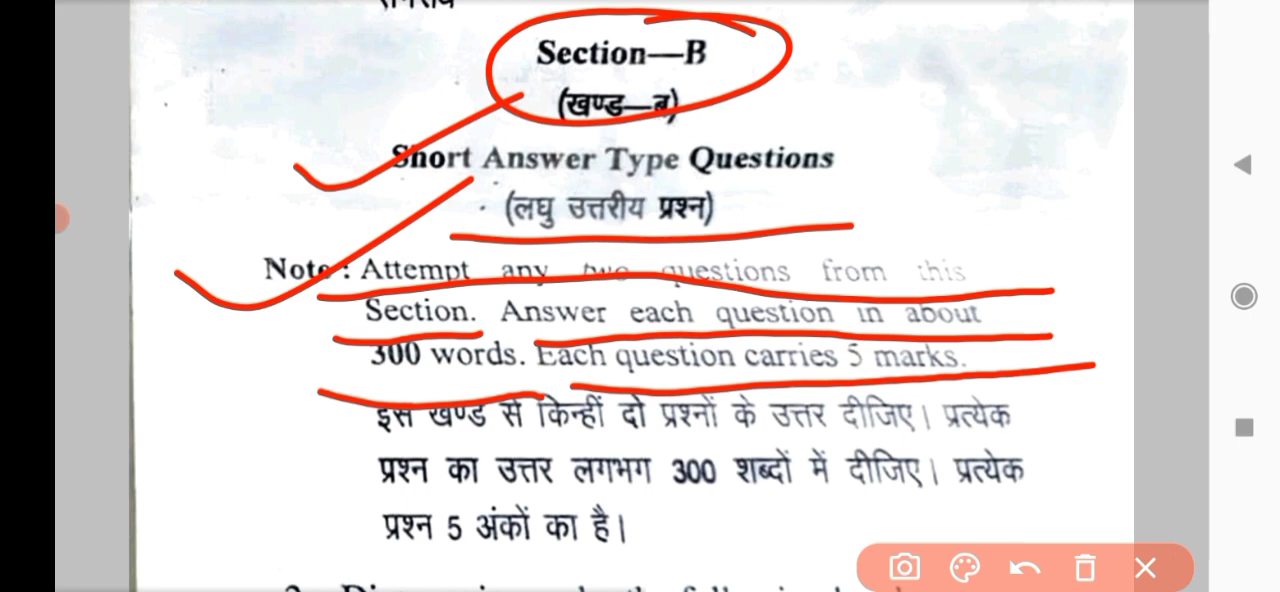 Section—B
(खण्ड—ब)
Short Answer Type Questions
(लघु उत्तरीय प्रश्न)
Note : Attempt any two questions from this
Section. Answer each question in about
300 words. Each question carries 5 marks.
इस खण्ड से किन्हीं दो प्रश्नों के उत्तर दीजिए। प्रत्येक
प्रश्न का उत्तर लगभग 300 शब्दों में दीजिए। प्रत्येक
प्रश्न 5 अंकों का है।